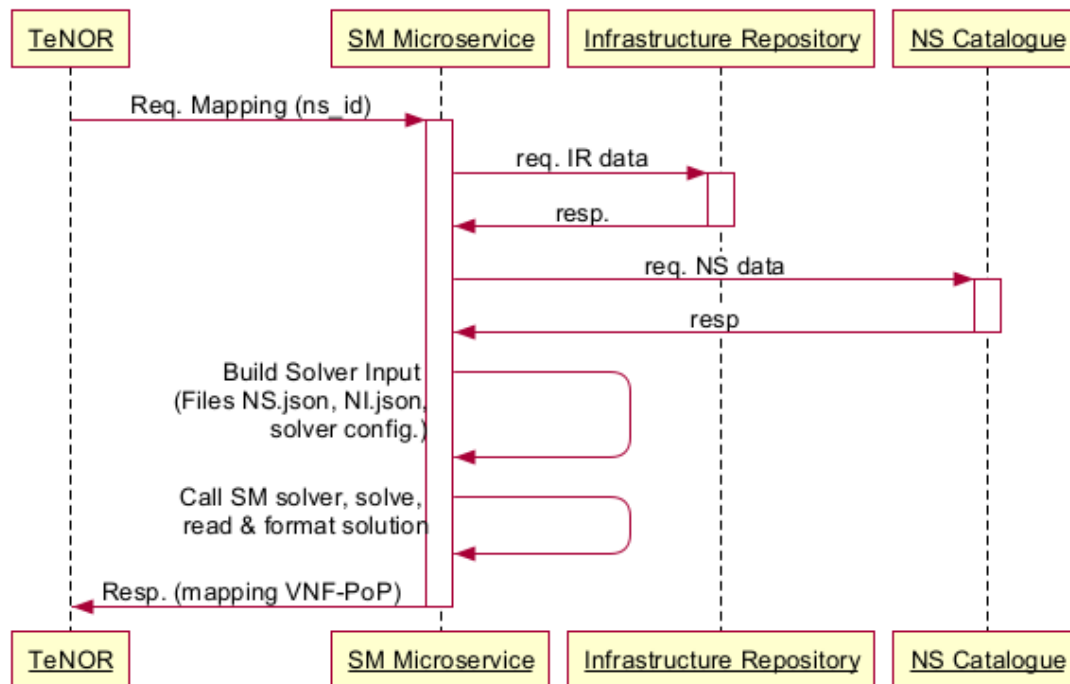 TeNOR
SM Microservice
Infrastructure Repository
NS Catalogue
Req. Mapping (ns_id)
req. IR data
resp.
req. NS data
resp
Build Solver Input
(Files NS.json, NI.json,
solver config.)
Call SM solver, solve,
read & format solution
Resp. (mapping VNF-PoP)
TeNOR
SM Microservice
Infrastructure Repository
NS Catalogue